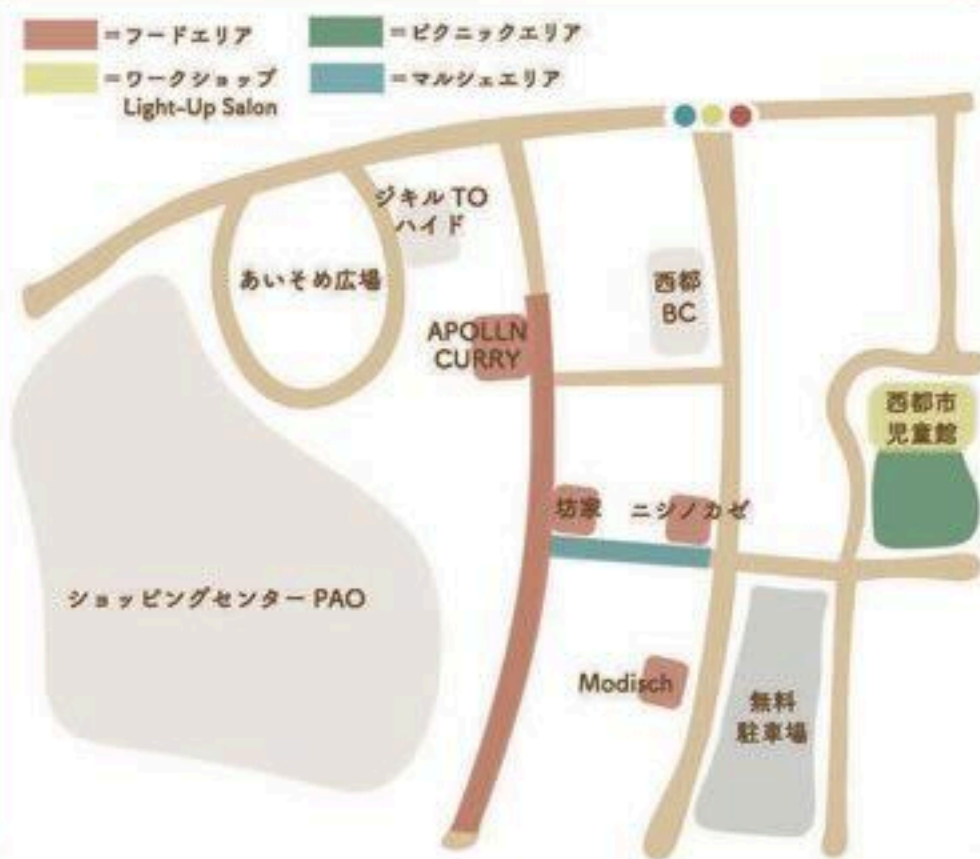 ＝フードエリア
＝ピクニックエリア
＝ワークショップ
Light-Up Salon
＝マルシェエリア
ジキル TO
ハイド
あいそめ広場
西都
BC
APOLLN
CURRY
西都市
児童館
坊家
ニシノカゼ
ショッピングセンター PAO
Modisch
無料
駐車場